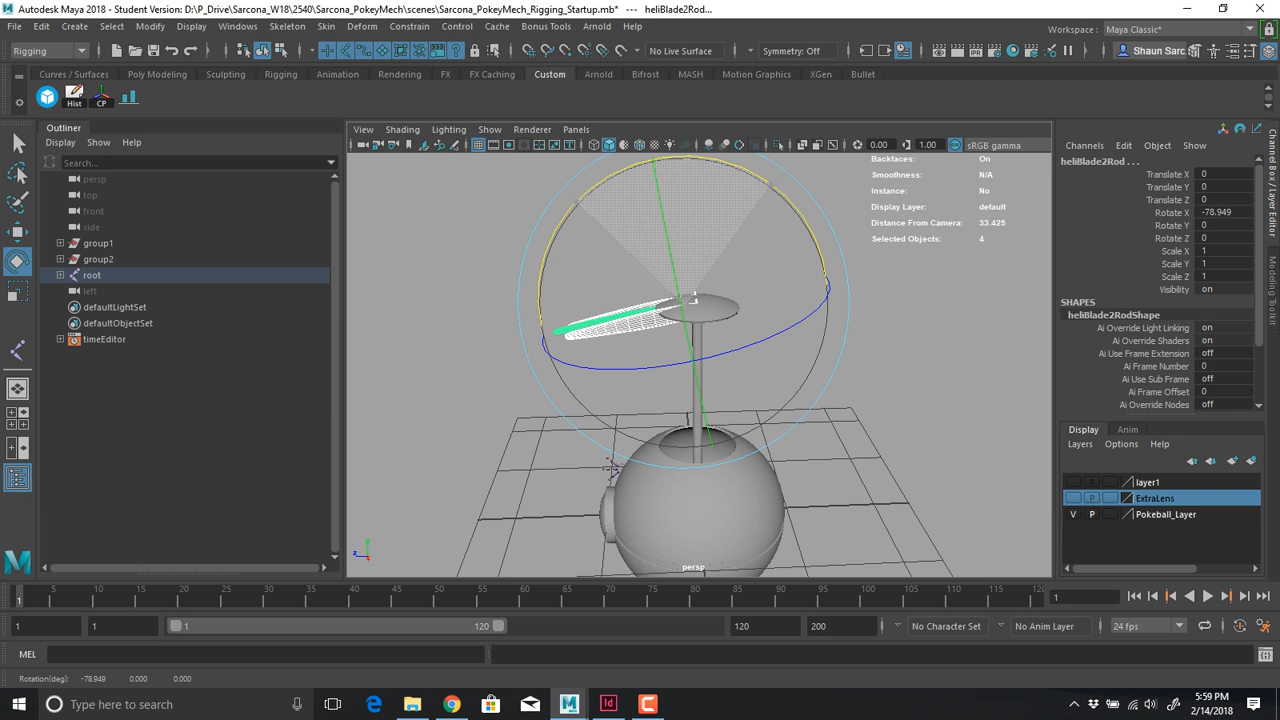 Autodesk Maya 2018 - Student Version: D:\P_Drive\Sarcona_W18\2540\Sarcona_PokeyMech\scenes\Sarcona_PokeyMech_Rigging_Startup.mb* --- heliBlade2Rod...
File Edit Create Select Modify Display Windows Skeleton Skin Deform Constrain Control Cache Bonus Tools Arnold Help Workspace : Maya Classic*
Rigging No Live Surface Symmetry: Off Shaun Sarc
Curves / Surfaces Poly Modeling Sculpting Rigging Animation Rendering FX FX Caching Custom Arnold Bifrost MASH Motion Graphics XGen Bullet
Hist CP
Outliner
Display Show Help
Search...
persp
top
front
side
group1
group2
root
left
defaultLightSet
defaultObjectSet
timeEditor
View Shading Lighting Show Renderer Panels
0.00 1.00 sRGB gamma
Backfaces: On
Smoothness: N/A
Instance: No
Display Layer: default
Distance From Camera: 33.425
Selected Objects: 4
z
y
persp
Channels Edit Object Show
heliBlade2Rod . . .
Translate X 0
Translate Y 0
Translate Z 0
Rotate X -78.949
Rotate Y 0
Rotate Z 0
Scale X 1
Scale Y 1
Scale Z 1
Visibility on
SHAPES
heliBlade2RodShape
Ai Override Light Linking on
Ai Override Shaders on
Ai Use Frame Extension off
Ai Frame Number 0
Ai Use Sub Frame off
Ai Frame Offset 0
Ai Override Nodes off
Display Anim
Layers Options Help
layer1
P ExtraLens
V P Pokeball_Layer
Channel Box / Layer Editor
Modeling Toolkit
1 5 10 15 20 25 30 35 40 45 50 55 60 65 70 75 80 85 90 95 100 105 110 115 120 1
1 1 1 120 120 200 No Character Set No Anim Layer 24 fps
MEL
Rotation(deg): -78.949 0.000 0.000
Type here to search
5:59 PM
2/14/2018